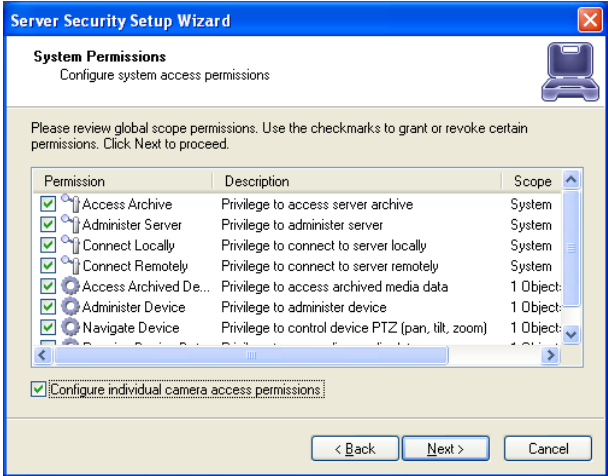 Server Security Setup Wizard
System Permissions
Configure system access permissions
Please review global scope permissions. Use the checkmarks to grant or revoke certain
permissions. Click Next to proceed.
Permission Description Scope
Access Archive Privilege to access server archive System
Administer Server Privilege to administer server System
Connect Locally Privilege to connect to server locally System
Connect Remotely Privilege to connect to server remotely System
Access Archived De... Privilege to access archived media data 1 Object
Administer Device Privilege to administer device 1 Object
Navigate Device Privilege to control device PTZ (pan, tilt, zoom) 1 Object
Configure individual camera access permissions
< Back Next > Cancel